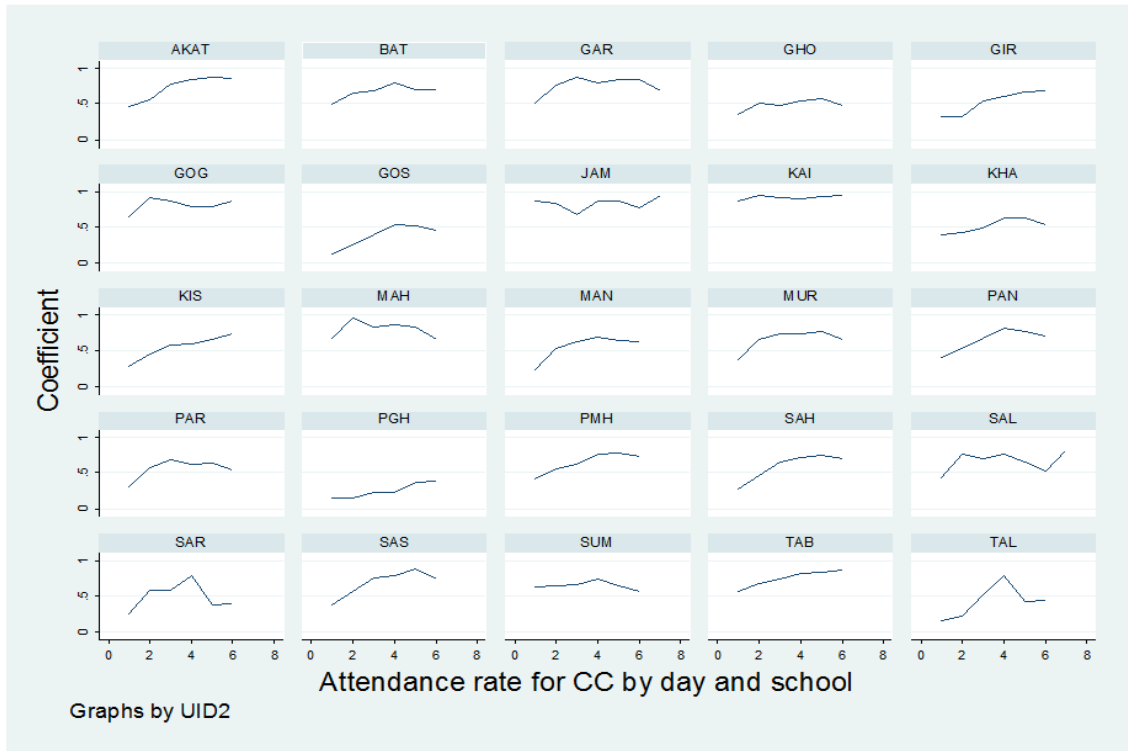 AKAT BAT GAR GHO GIR
0 .5 1
GOG GOS JAM KAI KHA
0 .5 1
KIS MAH MAN MUR PAN
0 .5 1
PAR PGH PMH SAH SAL
0 .5 1
SAR SAS SUM TAB TAL
0 .5 1
0 2 4 6 8 0 2 4 6 8 0 2 4 6 8 0 2 4 6 8 0 2 4 6 8
Coefficient
Attendance rate for CC by day and school
Graphs by UID2